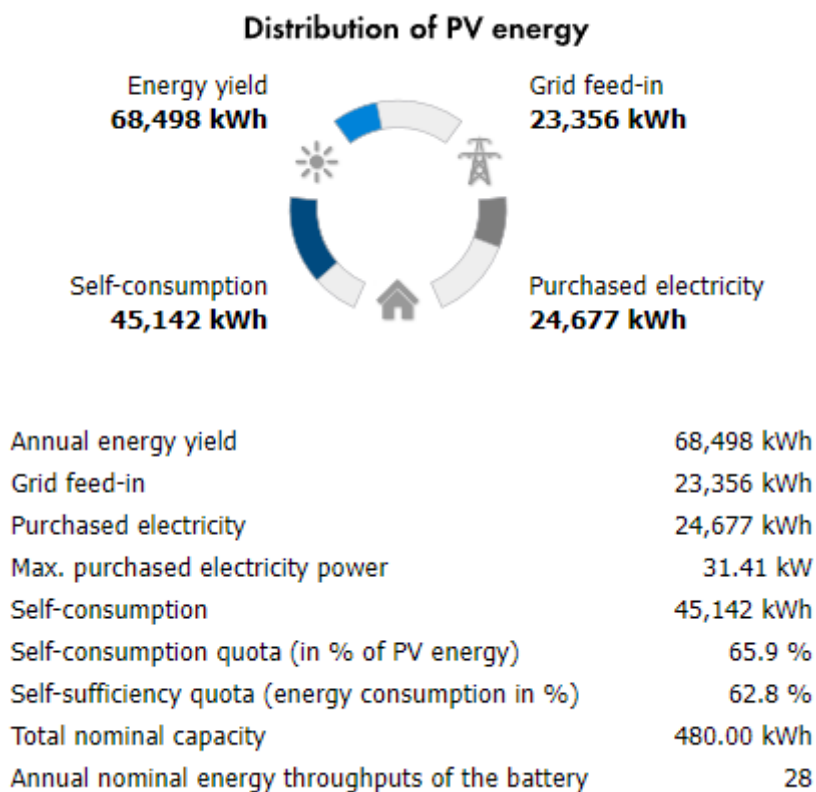 Distribution of PV energy
Energy yield
68,498 kWh
Grid feed-in
23,356 kWh
Self-consumption
45,142 kWh
Purchased electricity
24,677 kWh
Annual energy yield 68,498 kWh
Grid feed-in 23,356 kWh
Purchased electricity 24,677 kWh
Max. purchased electricity power 31.41 kW
Self-consumption 45,142 kWh
Self-consumption quota (in % of PV energy) 65.9 %
Self-sufficiency quota (energy consumption in %) 62.8 %
Total nominal capacity 480.00 kWh
Annual nominal energy throughputs of the battery 28